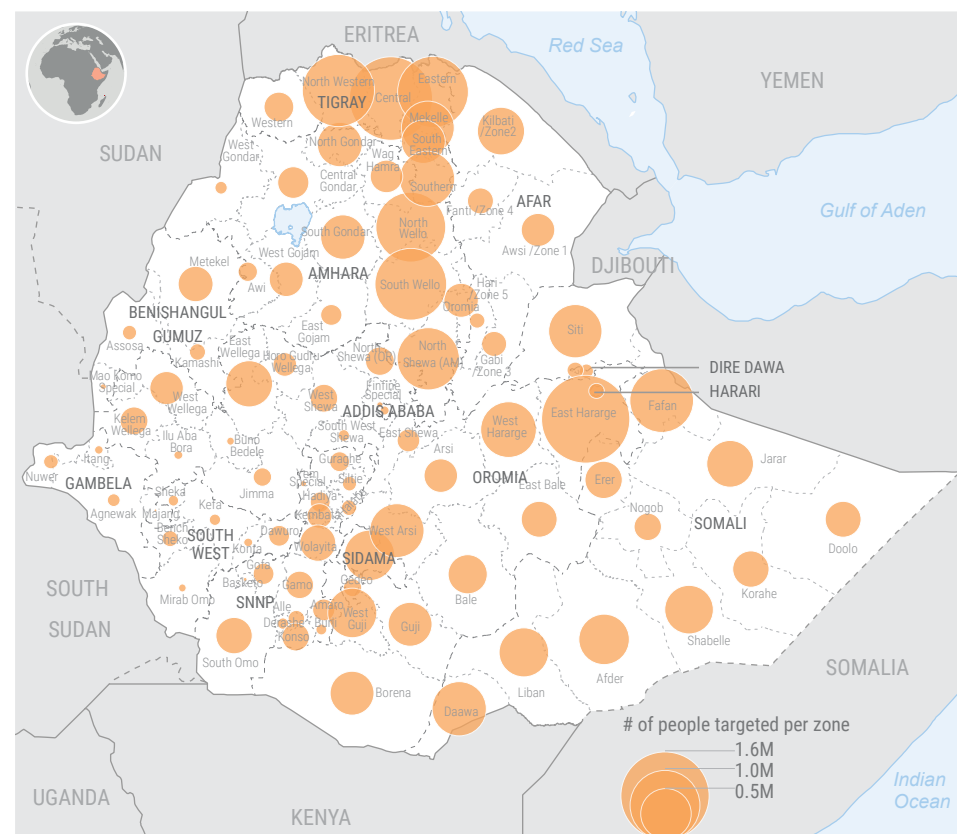 ERITREA
Red Sea
YEMEN
SUDAN
Gulf of Aden
DJIBOUTI
North Western
TIGRAY
Central
Eastern
Western
Mekelle
South
Eastern
Kilbati
/Zone2
West
Gondar
North Gondar
Wag
Hamra
Central
Gondar
Southern
Fanti /Zone 4
AFAR
South Gondar
North
Wello
Awsi /Zone 1
Metekel
West Gojam
Awi
AMHARA
South Wello
Hari
/Zone 5
Oromia
BENISHANGUL
GUMUZ
East
Gojam
Siti
Assosa
Kamashi
East
Wellega
Horo Gudru
Wellega
North
Shewa (OR)
North
Shewa (AM)
Gabi
/Zone 3
DIRE DAWA
HARARI
Mao Komo
Special
West
Wellega
West
Shewa
Finfine
Special
ADDIS ABABA
East Hararge
Fafan
Kelem
Wellega
Ilu Aba
Bora
Buno
Bedele
South West
Shewa
East Shewa
West
Hararge
Arsi
Itang
Nuwer
GAMBELA
Guraghe
Jarar
OROMIA
East Bale
Erer
Agnewak
Sheka
Majang
Jimma
Yem
Special
Siltie
Hadiya
Kembata
Nogob
SOMALI
Bench
Sheko
Kefa
SOUTH
WEST
Dawuro
Konta
Wolayita
West Arsi
SIDAMA
Doolo
Gofa
Basketo
Gamo
Gedeo
Bale
Korahe
SOUTH
SUDAN
Mirab Omo
SNNP
Alle
Amaro
Derashe
Burji
Konso
West
Guji
Guji
Shabelle
South Omo
Liban
Afder
SOMALIA
Borena
Daawa
# of people targeted per zone
1.6M
1.0M
0.5M
UGANDA
KENYA
Indian
Ocean